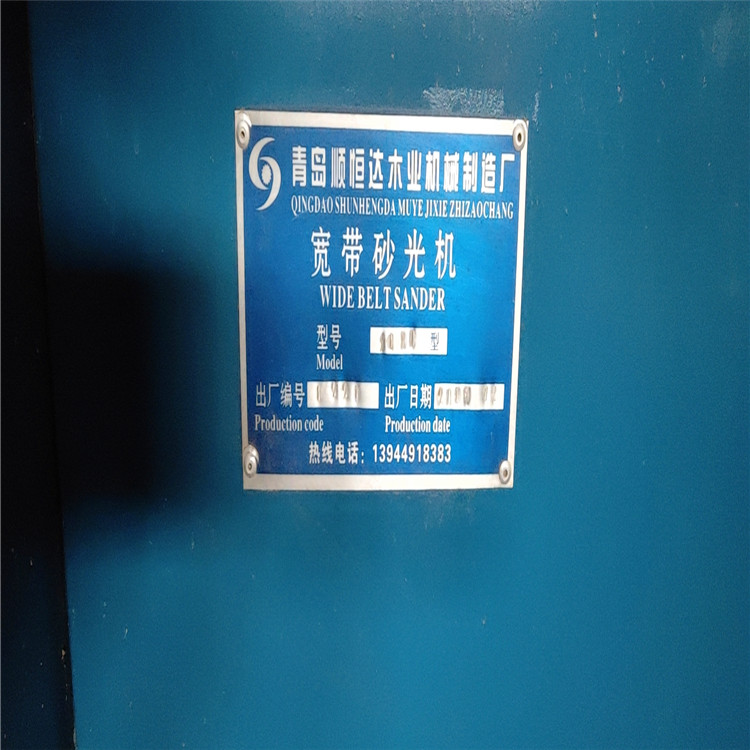 青岛顺恒达木业机械制造厂
QINGDAO SHUNHENGDA MUYE JIXIE ZHIZAOCHANG
宽带砂光机
WIDE BELT SANDER
型号 型
Model
出厂编号 出厂日期
Production code Production date
热线电话：13944918383